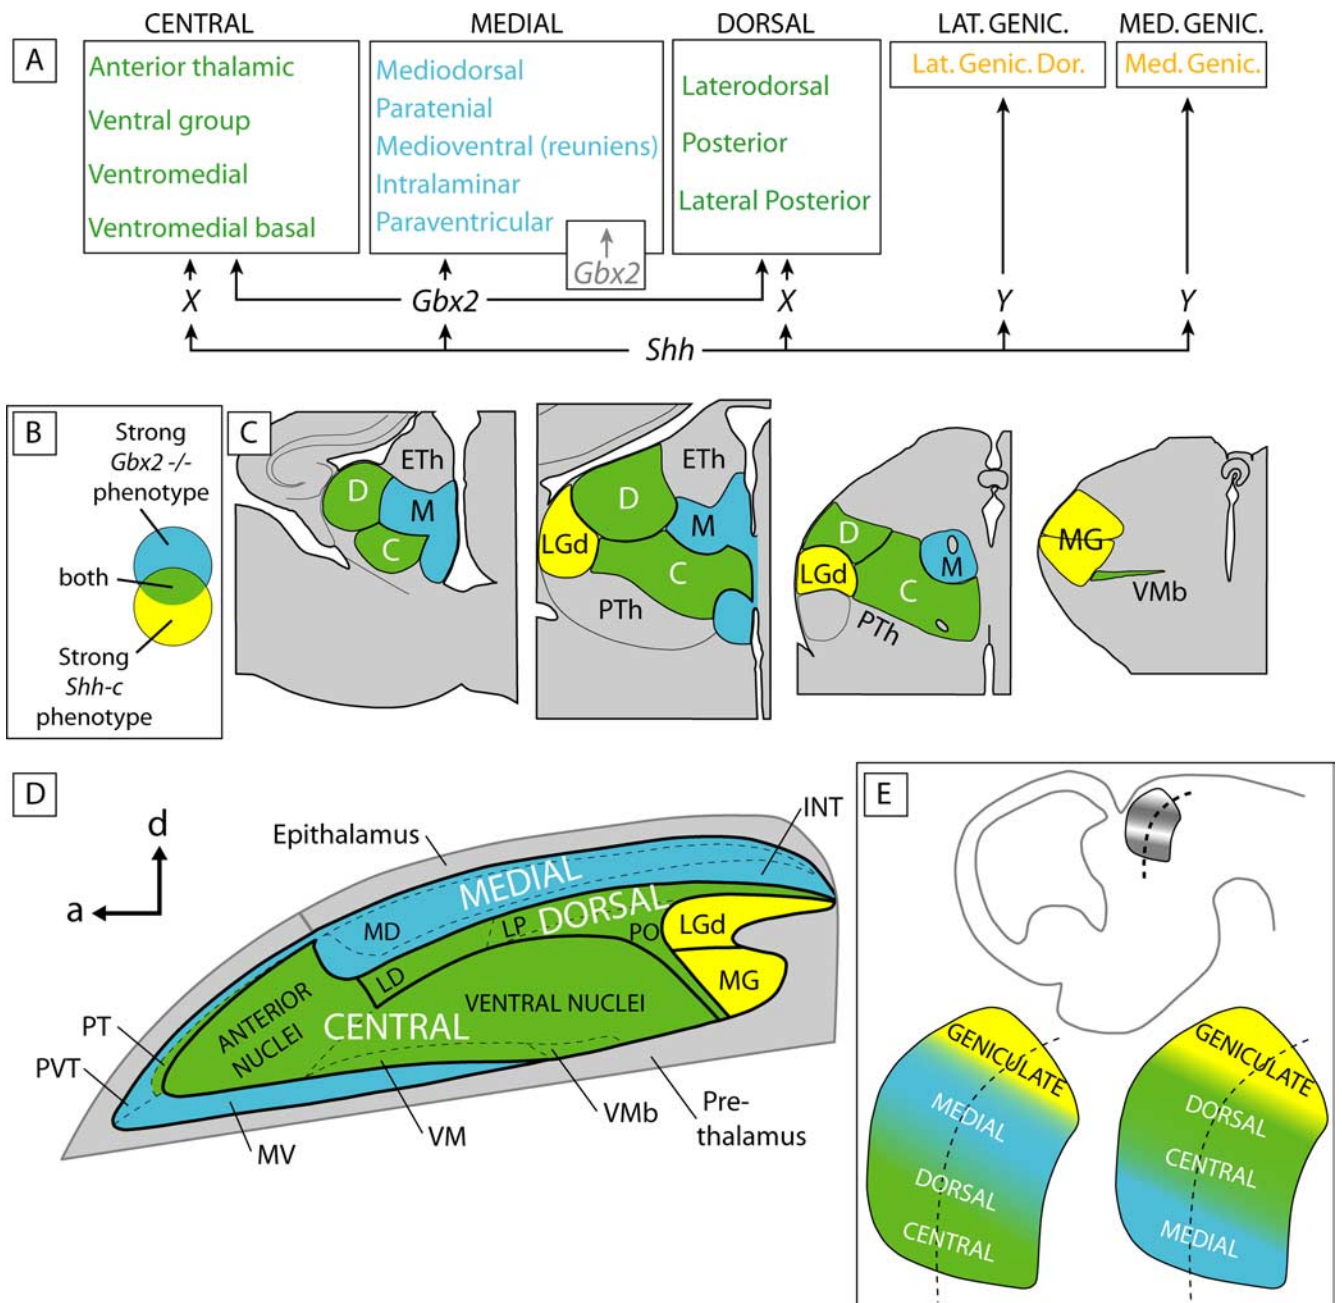 CENTRAL MEDIAL DORSAL LAT. GENIC. MED. GENIC.
A
Anterior thalamic
Ventral group
Ventromedial
Ventromedial basal
Mediodorsal
Paratenial
Medioventral (reuniens)
Intralaminar
Paraventricular
Gbx2
Laterodorsal
Posterior
Lateral Posterior
Lat. Genic. Dor.
Med. Genic.
X Gbx2 X Y Y
Shh
B
Strong
Gbx2 -/-
phenotype
both
Strong
Shh-c
phenotype
C
ETh
D
M
C
ETh
D
M
LGd
C
PTh
D
LGd
C
M
PTh
MG
VMb
D
d
a
Epithalamus
INT
MEDIAL
DORSAL
MD
LP
PO
LGd
LD
MG
ANTERIOR
NUCLEI
VENTRAL NUCLEI
CENTRAL
PT
PVT
MV
VM
VMb
Pre-
thalamus
E
GENICULATE
MEDIAL
DORSAL
CENTRAL
GENICULATE
DORSAL
CENTRAL
MEDIAL